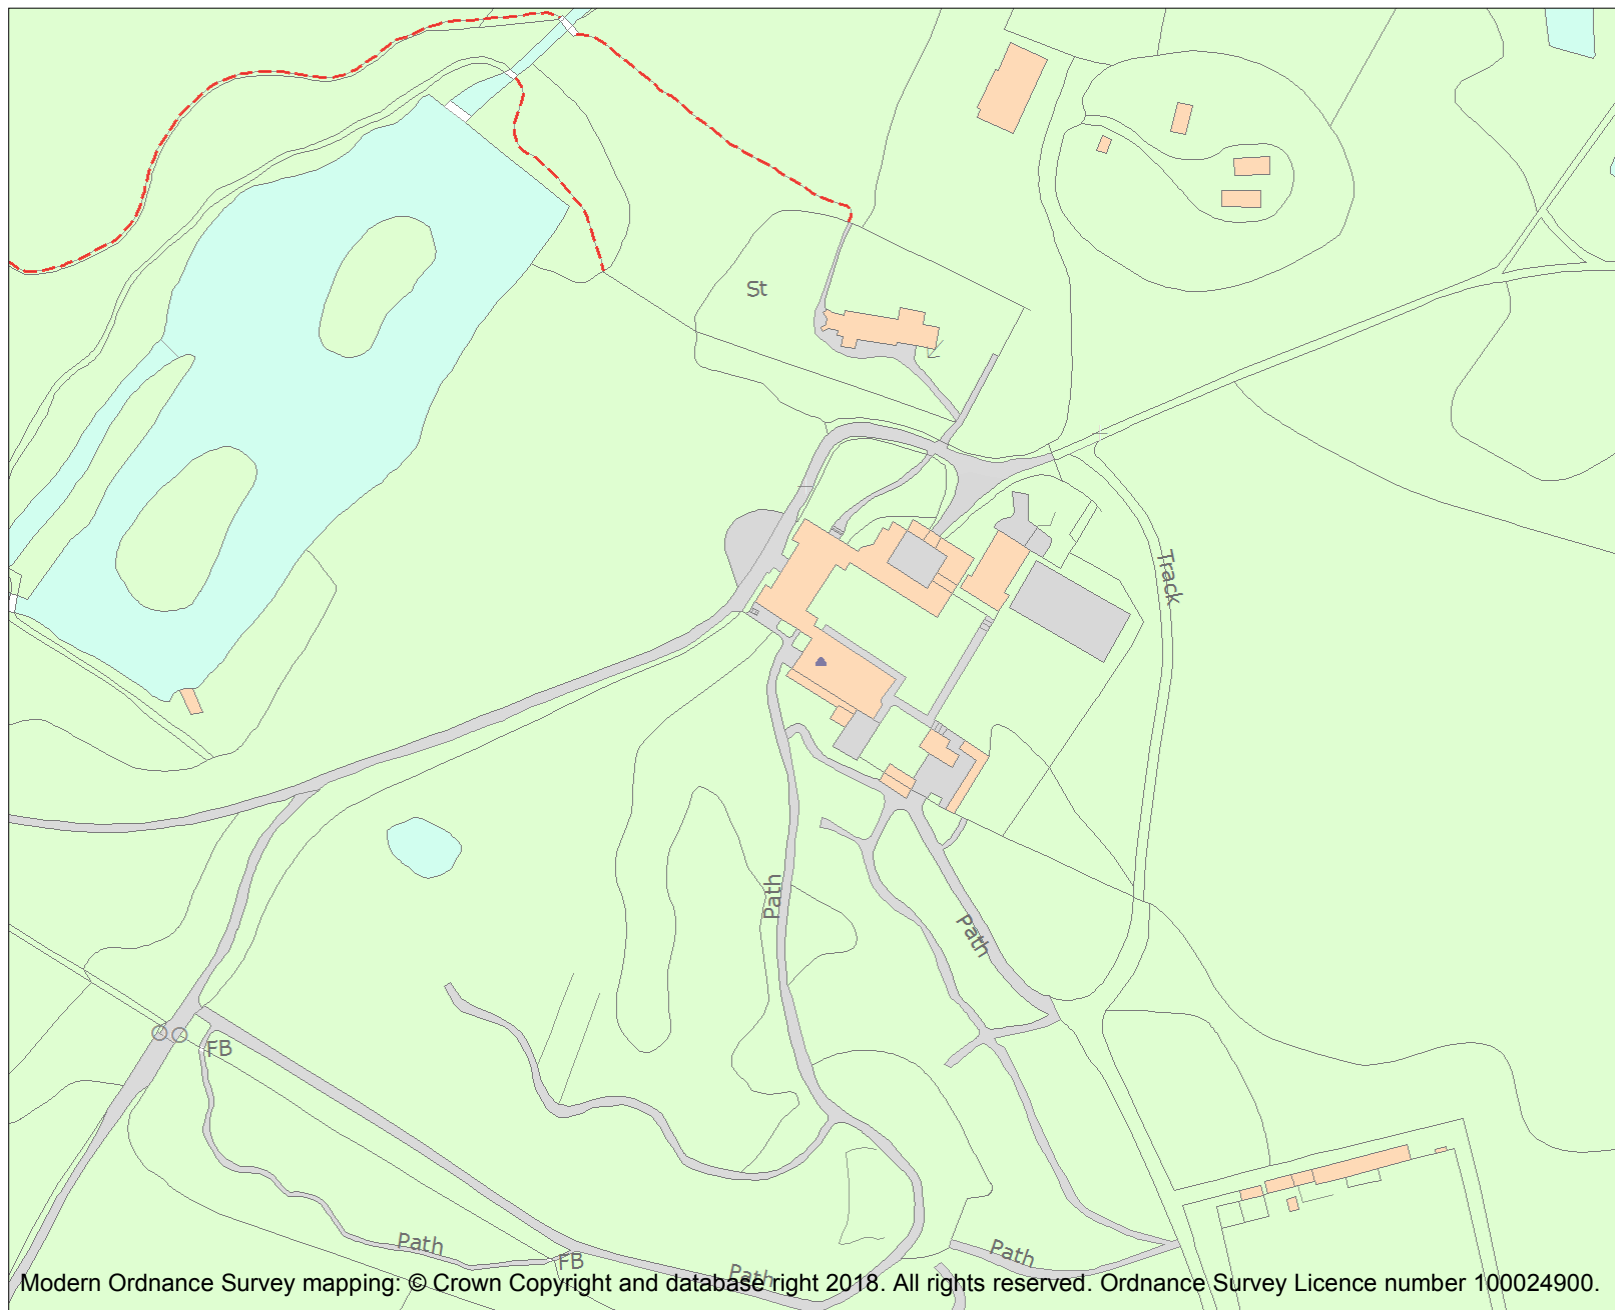 St
Track
Path
Path
FB
Path
FB
Path
Path
Modern Ordnance Survey mapping: © Crown Copyright and database right 2018. All rights reserved. Ordnance Survey Licence number 100024900.